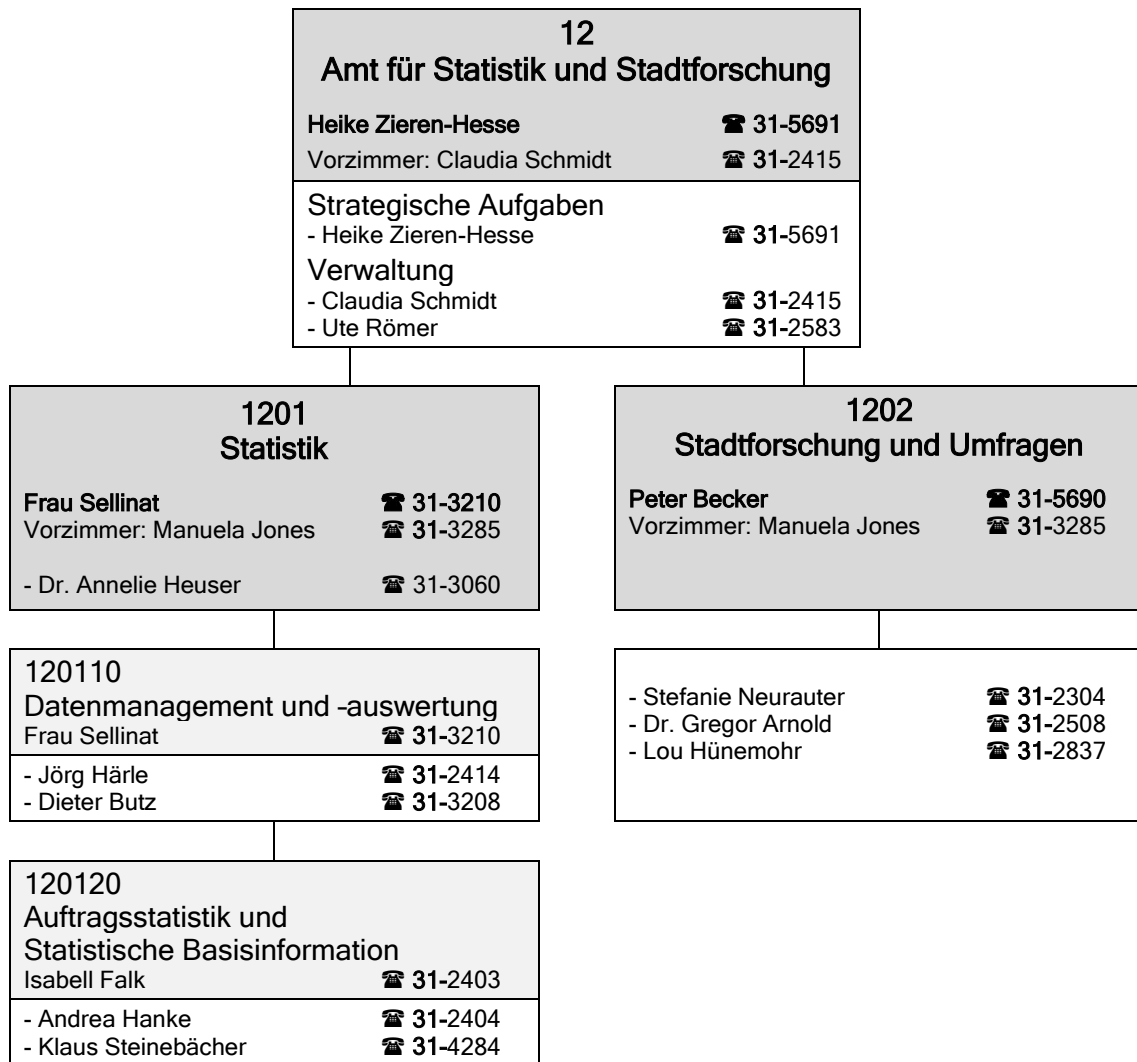 12
Amt für Statistik und Stadtforschung
Heike Zieren-Hesse ☎ 31-5691
Vorzimmer: Claudia Schmidt ☎ 31-2415
Strategische Aufgaben
- Heike Zieren-Hesse ☎ 31-5691
Verwaltung
- Claudia Schmidt ☎ 31-2415
- Ute Römer ☎ 31-2583
1201
Statistik
Frau Sellinat ☎ 31-3210
Vorzimmer: Manuela Jones ☎ 31-3285
- Dr. Annelie Heuser ☎ 31-3060
1202
Stadtforschung und Umfragen
Peter Becker ☎ 31-5690
Vorzimmer: Manuela Jones ☎ 31-3285
120110
Datenmanagement und -auswertung
Frau Sellinat ☎ 31-3210
- Jörg Härle ☎ 31-2414
- Dieter Butz ☎ 31-3208
- Stefanie Neurauter ☎ 31-2304
- Dr. Gregor Arnold ☎ 31-2508
- Lou Hünemohr ☎ 31-2837
120120
Auftragsstatistik und
Statistische Basisinformation
Isabell Falk ☎ 31-2403
- Andrea Hanke ☎ 31-2404
- Klaus Steinebächer ☎ 31-4284